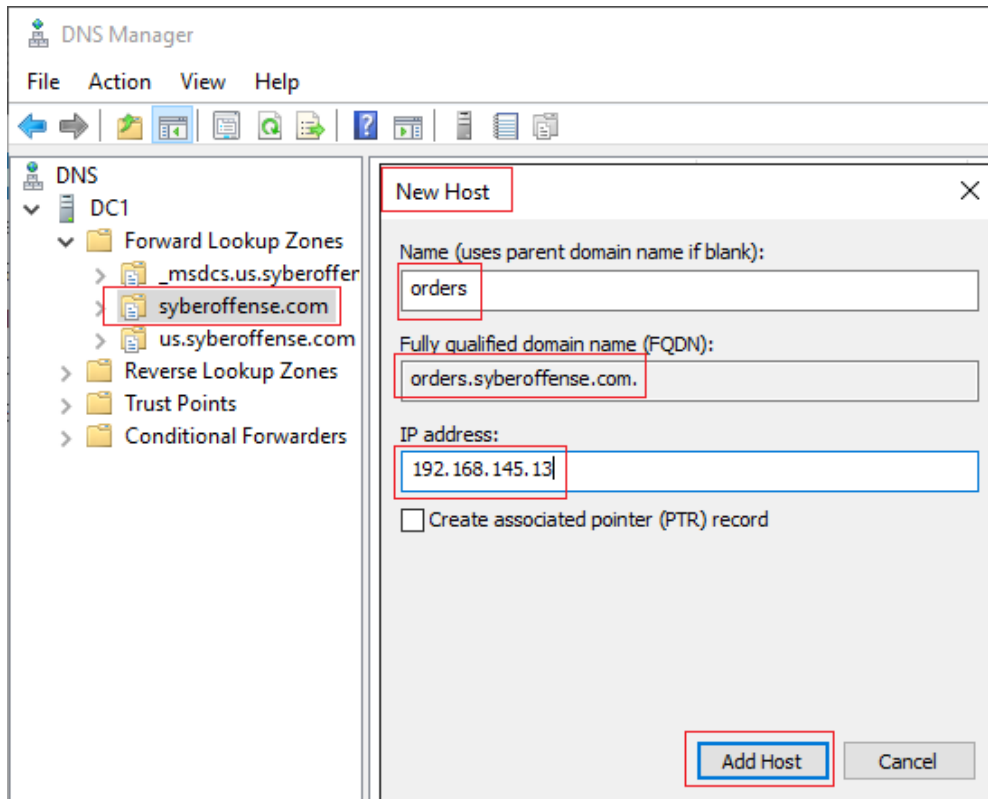 DNS Manager
File Action View Help
DNS
DC1
Forward Lookup Zones
_msdcs.us.syberoffer
syberoffense.com
us.syberoffense.com
Reverse Lookup Zones
Trust Points
Conditional Forwarders
New Host
Name (uses parent domain name if blank):
orders
Fully qualified domain name (FQDN):
orders.syberoffense.com.
IP address:
192.168.145.13
Create associated pointer (PTR) record
Add Host Cancel